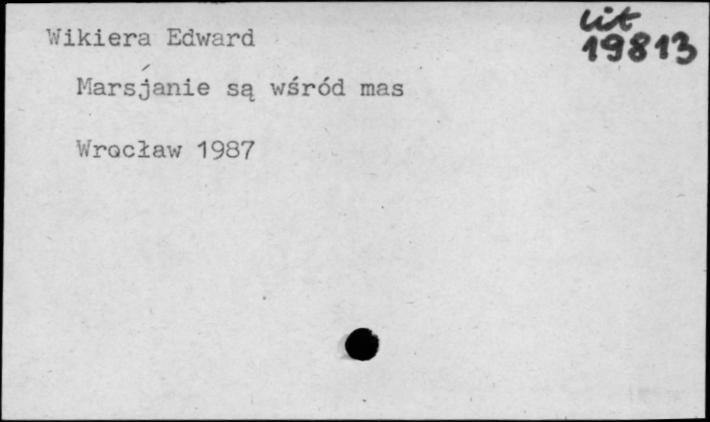 Wikiera Edward
lit
19813
Marsjanie są wśród mas
Wrocław 1987